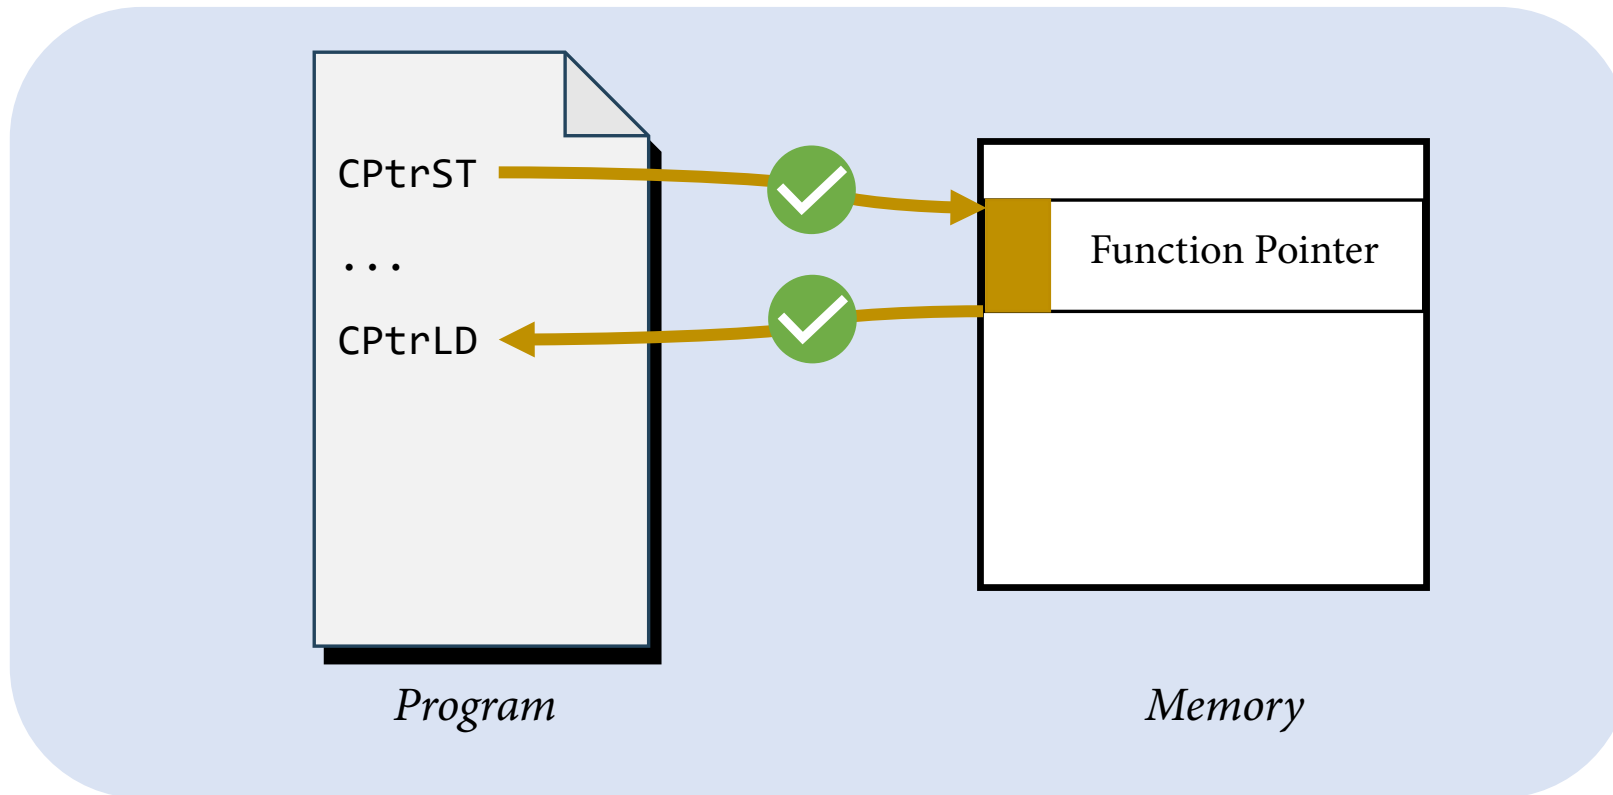 CPtrST
...
CPtrLD
Function Pointer
Program
Memory